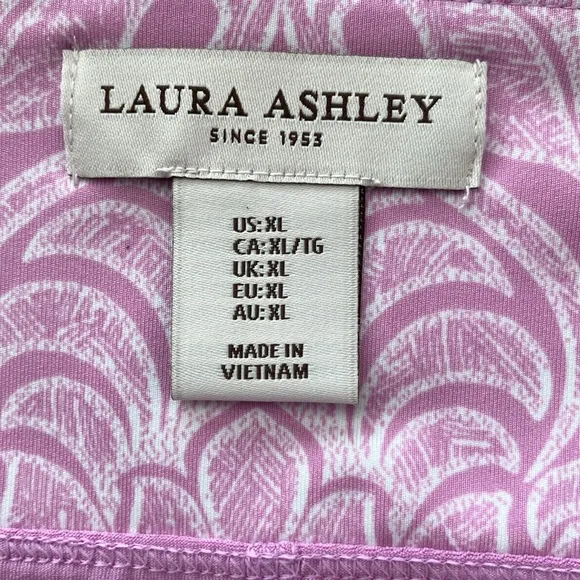 LAURA ASHLEY
SINCE 1953
US: XL
CA: XL/TG
UK: XL
EU: XL
AU: XL
MADE IN
VIETNAM